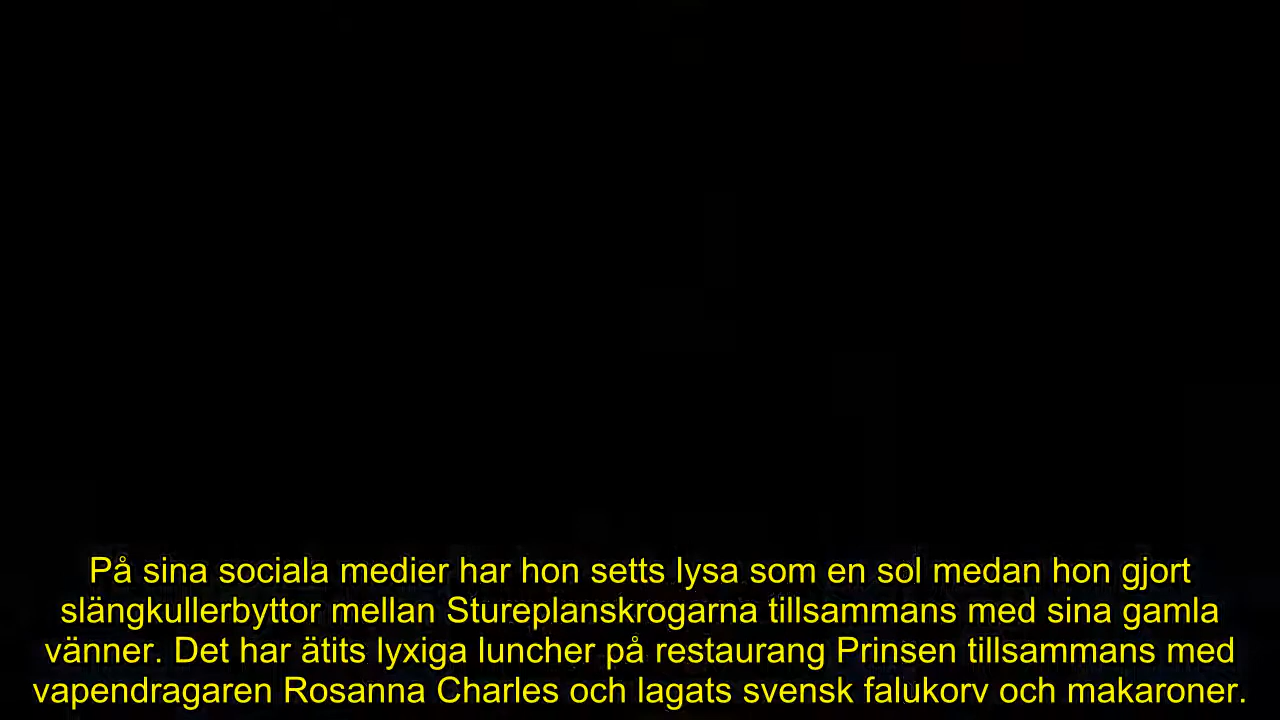 På sina sociala medier har hon setts lysa som en sol medan hon gjort
slängkullerbyttor mellan Stureplanskrogarna tillsammans med sina gamla
vänner. Det har ätits lyxiga luncher på restaurang Prinsen tillsammans med
vapendragaren Rosanna Charles och lagats svensk falukorv och makaroner.